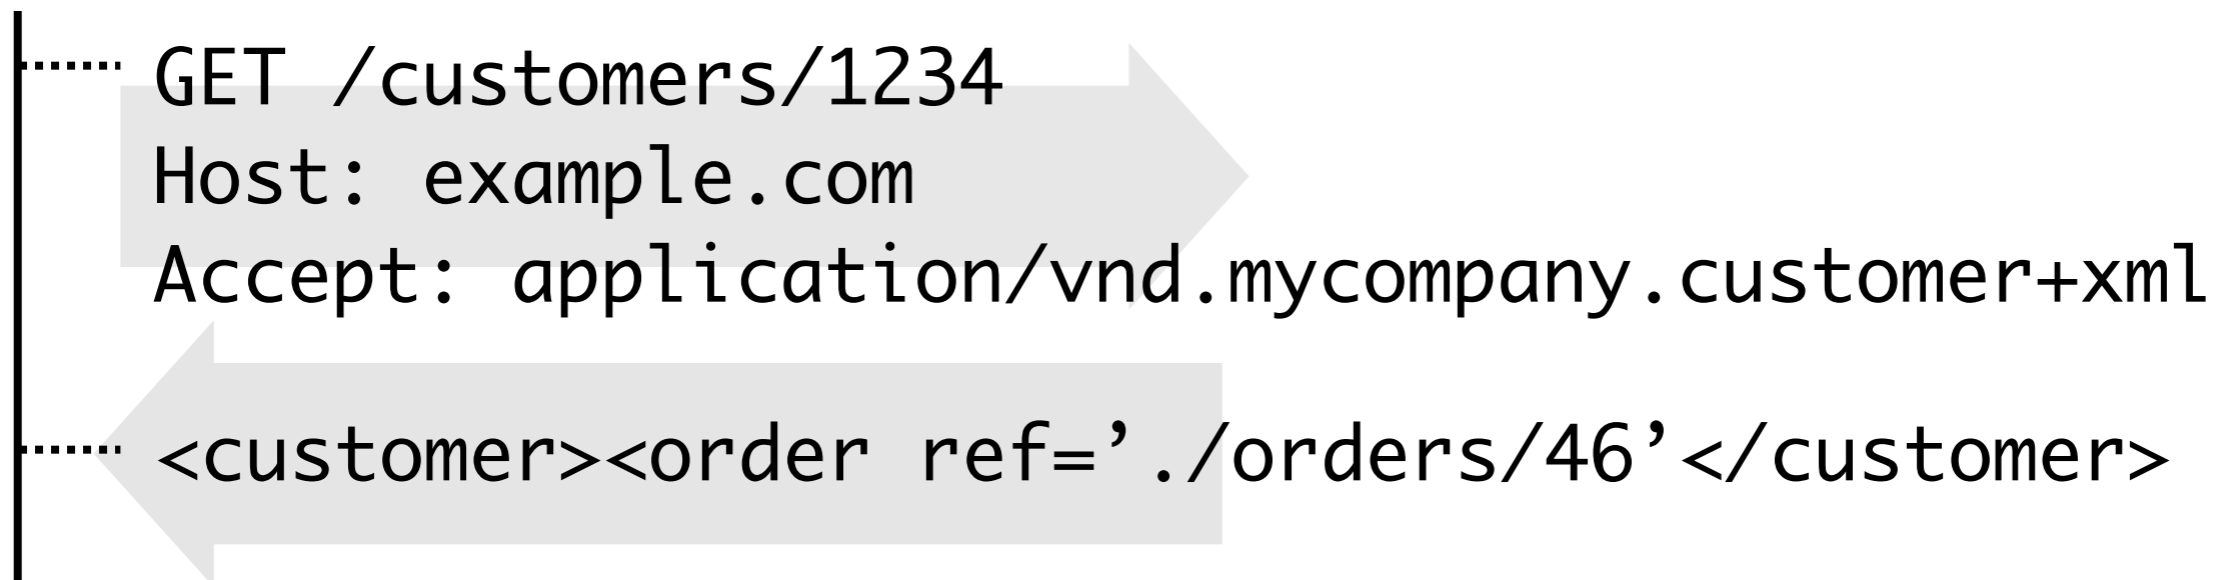 GET /customers/1234
Host: example.com
Accept: application/vnd.mycompany.customer+xml
<customer><order ref=’./orders/46’</customer>